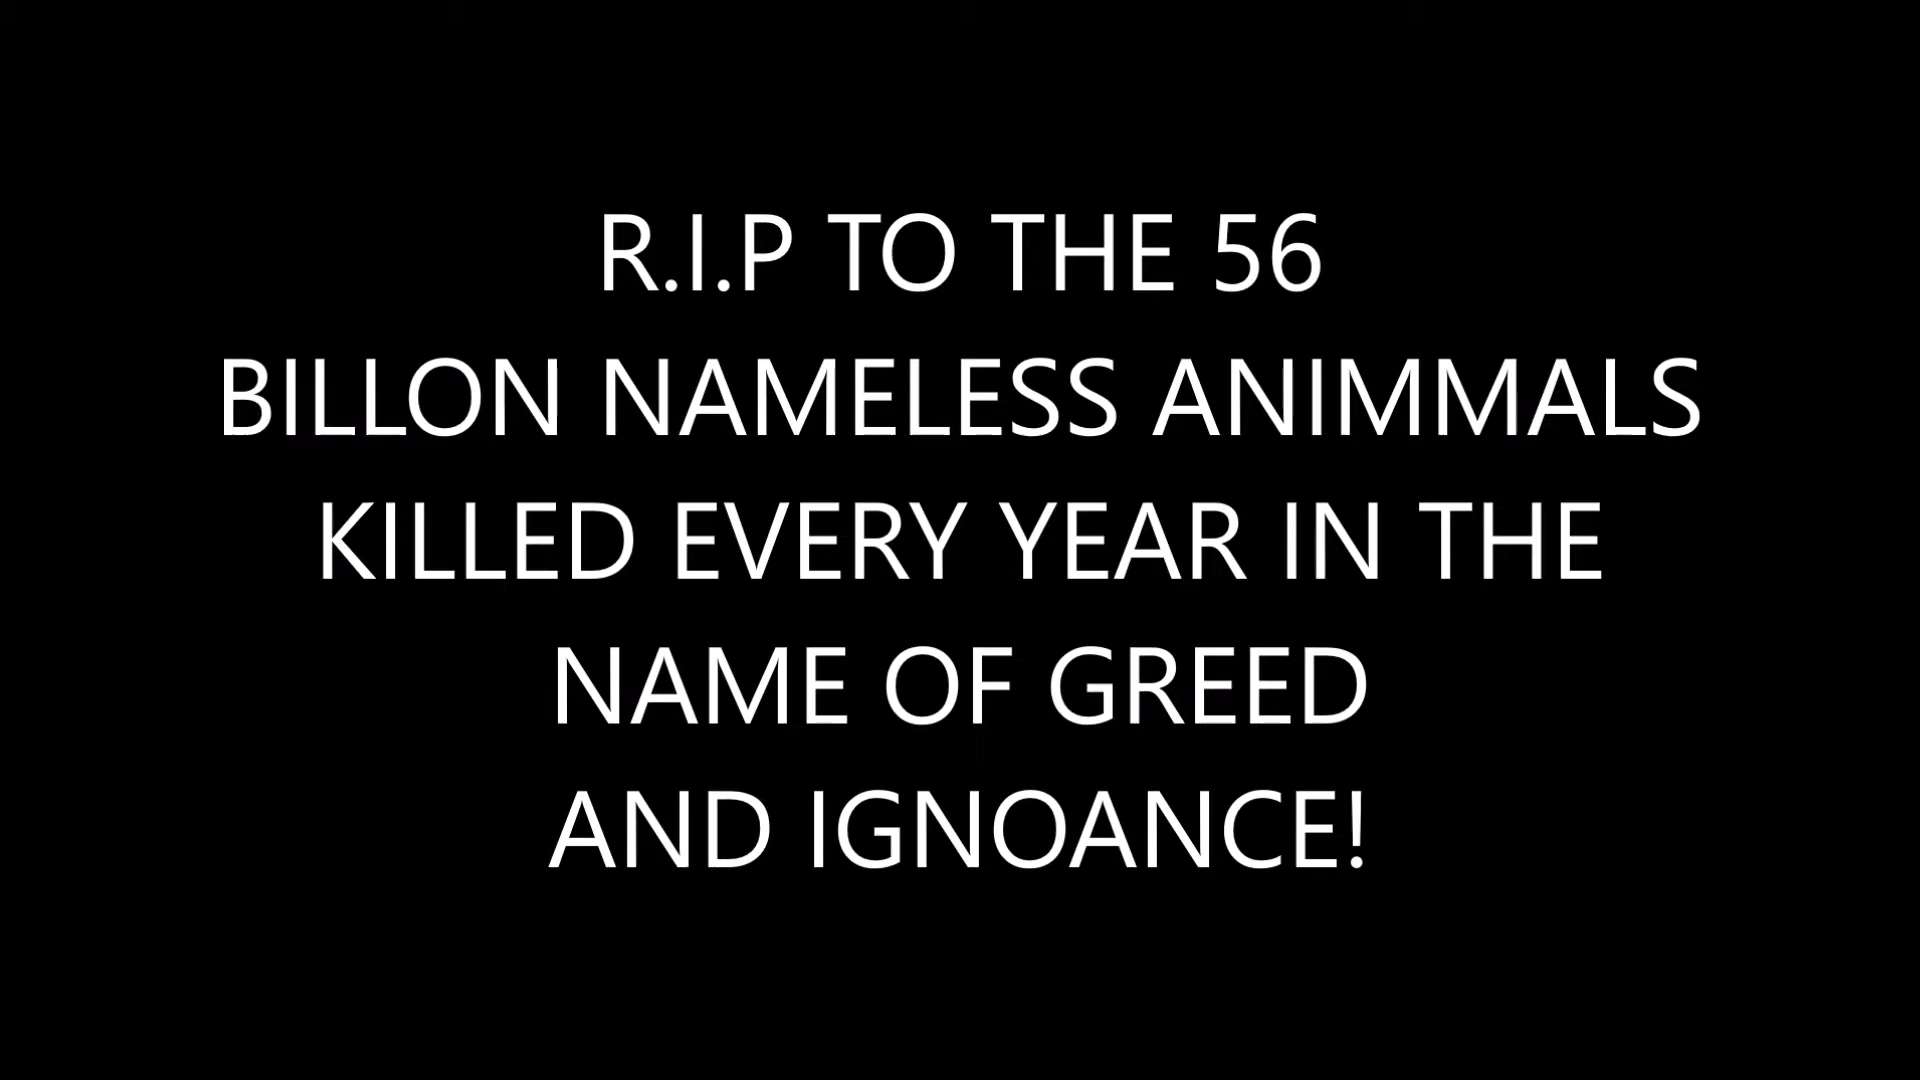 R.I.P TO THE 56
BILLON NAMELESS ANIMMALS
KILLED EVERY YEAR IN THE
NAME OF GREED
AND IGNOANCE!